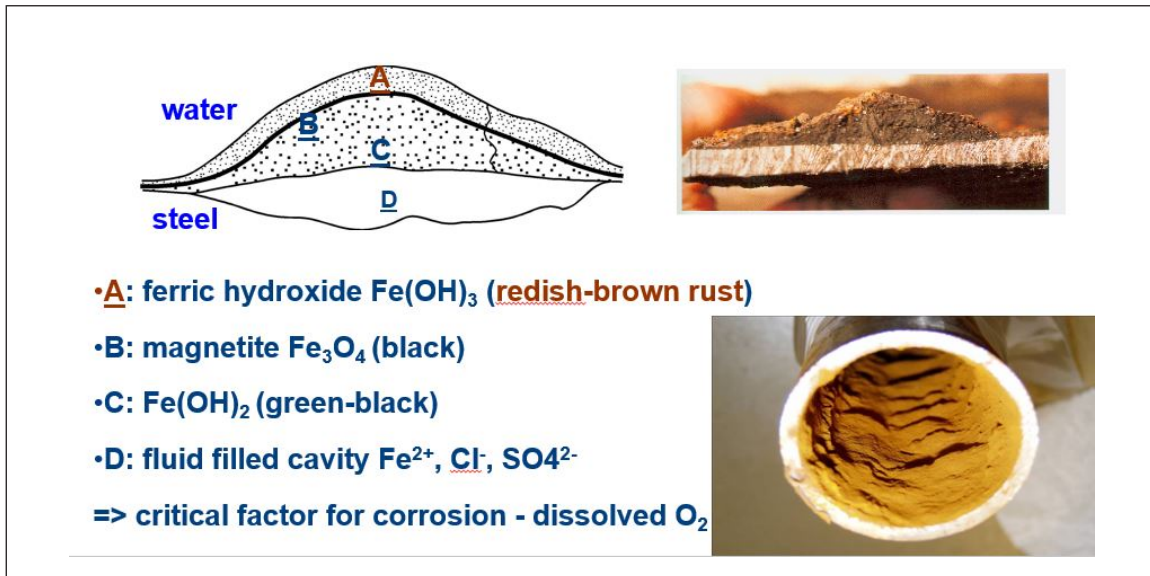 A
water
B
C
D
steel
•A: ferric hydroxide Fe(OH)₃ (redish-brown rust)
•B: magnetite Fe₃O₄ (black)
•C: Fe(OH)₂ (green-black)
•D: fluid filled cavity Fe²⁺, Cl⁻, SO4²⁻
=> critical factor for corrosion - dissolved O₂